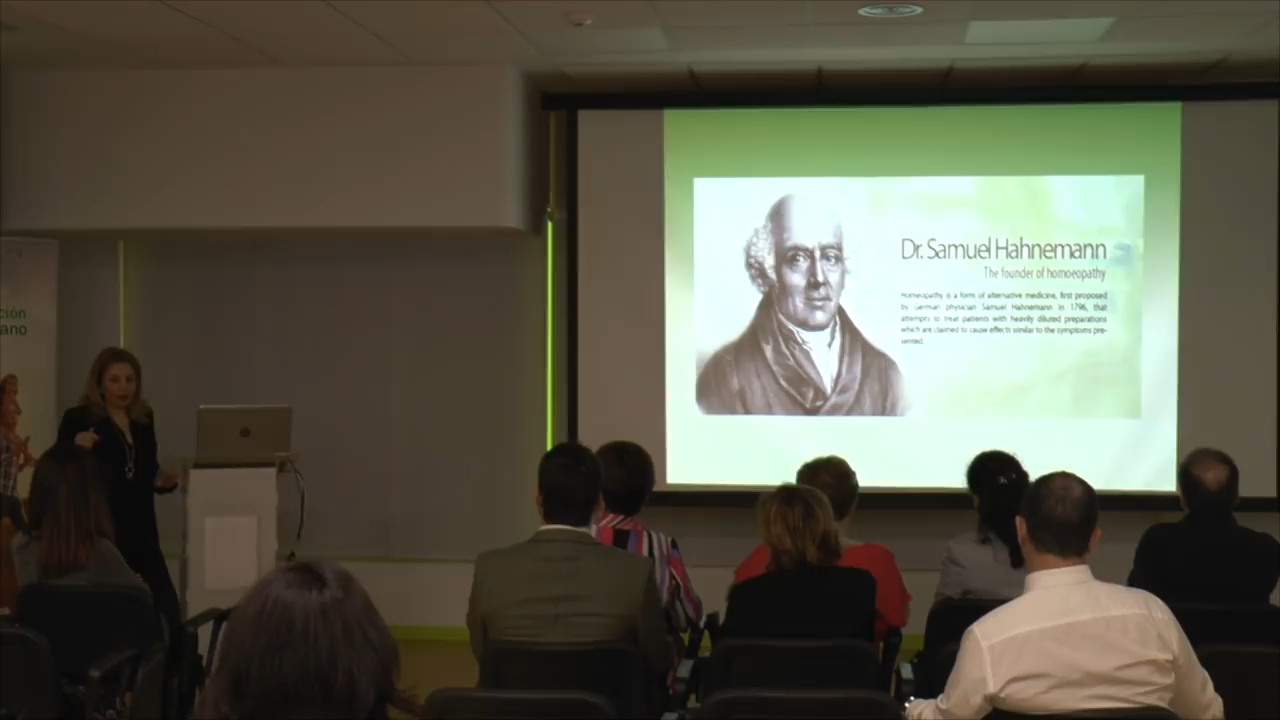 ción
ano
Dr. Samuel Hahnemann
The founder of homoeopathy
Homeopathy is a form of alternative medicine, first proposed
by German physician Samuel Hahnemann in 1796, that
attempts to treat patients with heavily diluted preparations
which are claimed to cause effects similar to the symptoms pre-
sented.